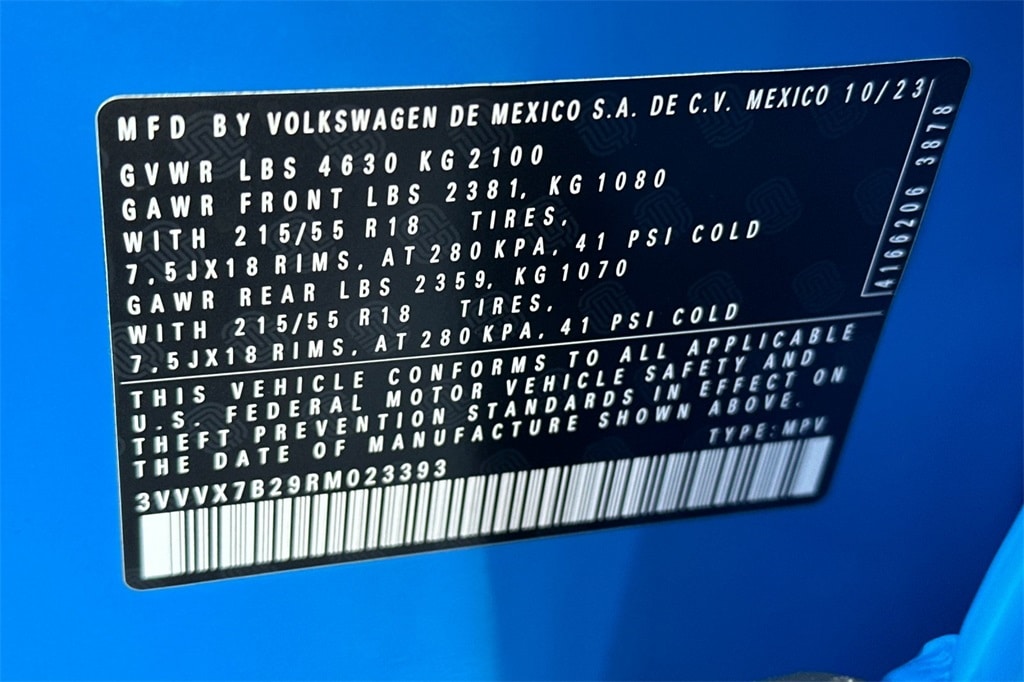 MFD BY VOLKSWAGEN DE MEXICO S.A. DE C.V. MEXICO 10/23
GVWR LBS 4630 KG 2100
GAWR FRONT LBS 2381, KG 1080
WITH 215/55 R18 TIRES,
7.5JX18 RIMS, AT 280 KPA, 41 PSI COLD
GAWR REAR LBS 2359, KG 1070
WITH 215/55 R18 TIRES,
7.5JX18 RIMS, AT 280 KPA, 41 PSI COLD
THIS VEHICLE CONFORMS TO ALL APPLICABLE
U.S. FEDERAL MOTOR VEHICLE SAFETY AND
THEFT PREVENTION STANDARDS IN EFFECT ON
THE DATE OF MANUFACTURE SHOWN ABOVE.
3VVVX7B29RM023393 TYPE: MPV
4166206 3878